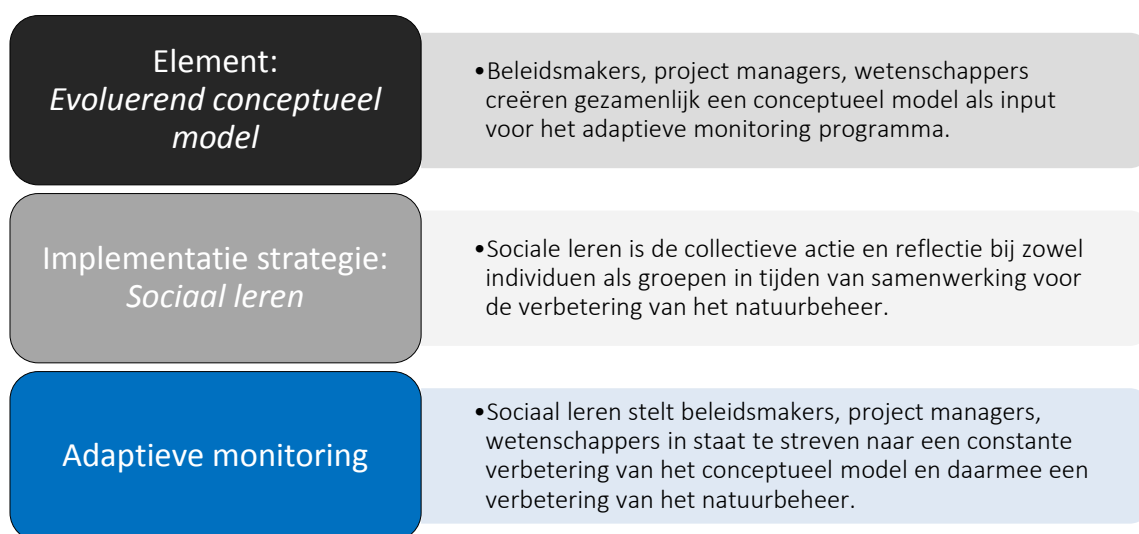 Element:
Evoluerend conceptueel
model
•Beleidsmakers, project managers, wetenschappers
creëren gezamenlijk een conceptueel model als input
voor het adaptieve monitoring programma.
Implementatie strategie:
Sociaal leren
•Sociale leren is de collectieve actie en reflectie bij zowel
individuen als groepen in tijden van samenwerking voor
de verbetering van het natuurbeheer.
Adaptieve monitoring
•Sociaal leren stelt beleidsmakers, project managers,
wetenschappers in staat te streven naar een constante
verbetering van het conceptueel model en daarmee een
verbetering van het natuurbeheer.